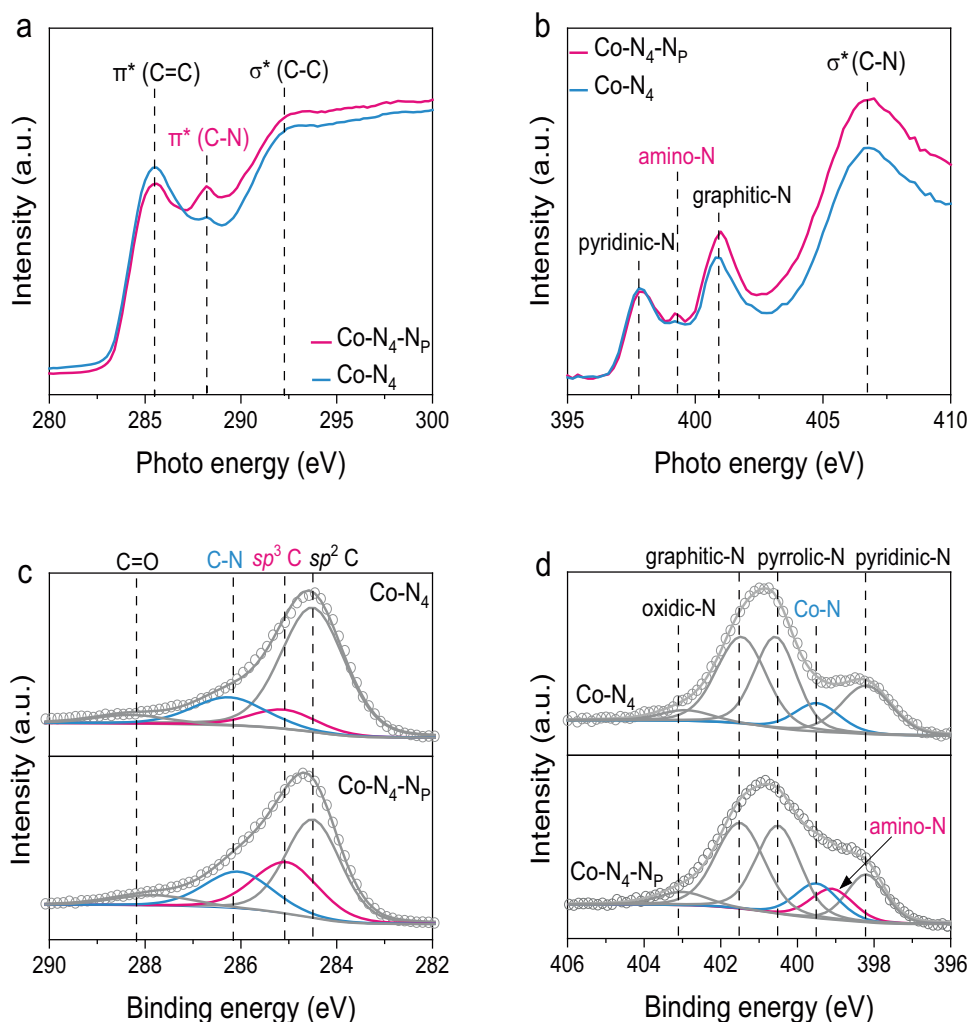 a
π* (C=C)
σ* (C-C)
π* (C-N)
Co-N₄-Nₚ
Co-N₄
Intensity (a.u.)
280 285 290 295 300
Photo energy (eV)
b
Co-N₄-Nₚ
Co-N₄
σ* (C-N)
amino-N
graphitic-N
pyridinic-N
Intensity (a.u.)
395 400 405 410
Photo energy (eV)
c
C=O
C-N
sp³ C
sp² C
Co-N₄
Co-N₄-Nₚ
Intensity (a.u.)
290 288 286 284 282
Binding energy (eV)
d
graphitic-N
pyrrolic-N
pyridinic-N
oxidic-N
Co-N
Co-N₄
amino-N
Co-N₄-Nₚ
Intensity (a.u.)
406 404 402 400 398 396
Binding energy (eV)